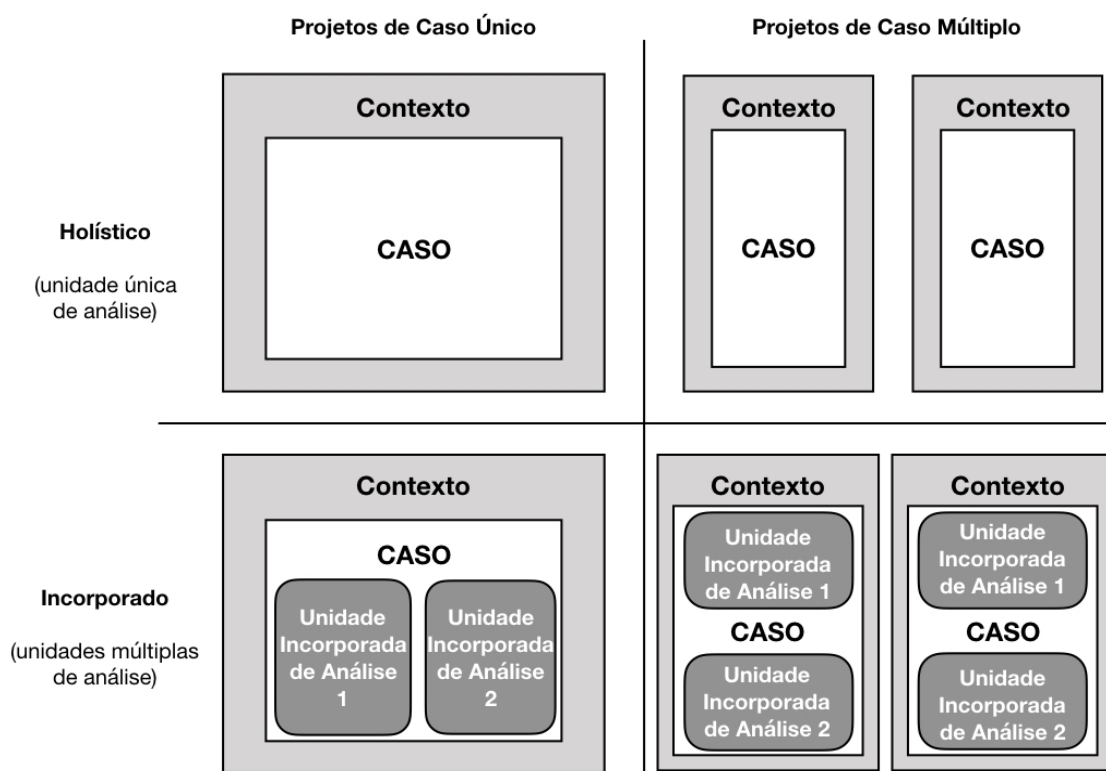 Projetos de Caso Único
Projetos de Caso Múltiplo
Holístico
(unidade única
de análise)
Contexto
CASO
Contexto
CASO
Contexto
CASO
Incorporado
(unidades múltiplas
de análise)
Contexto
CASO
Unidade
Incorporada
de Análise
1
Unidade
Incorporada
de Análise
2
Contexto
Unidade
Incorporada
de Análise 1
CASO
Unidade
Incorporada
de Análise 2
Contexto
Unidade
Incorporada
de Análise 1
CASO
Unidade
Incorporada
de Análise 2